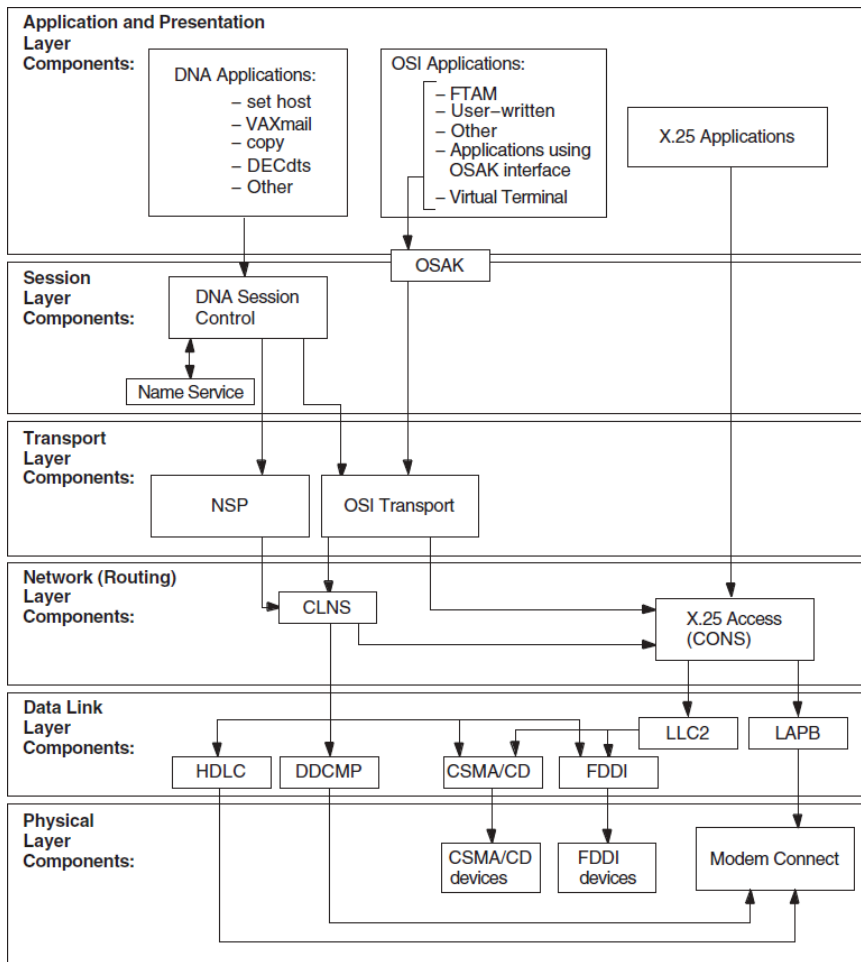 Application and Presentation
Layer
Components:
DNA Applications:
– set host
– VAXmail
– copy
– DECdts
– Other
OSI Applications:
– FTAM
– User–written
– Other
– Applications using
OSAK interface
– Virtual Terminal
X.25 Applications
OSAK
Session
Layer
Components:
DNA Session
Control
Name Service
Transport
Layer
Components:
NSP
OSI Transport
Network (Routing)
Layer
Components:
CLNS
X.25 Access
(CONS)
Data Link
Layer
Components:
LLC2
LAPB
HDLC
DDCMP
CSMA/CD
FDDI
Physical
Layer
Components:
CSMA/CD
devices
FDDI
devices
Modem Connect